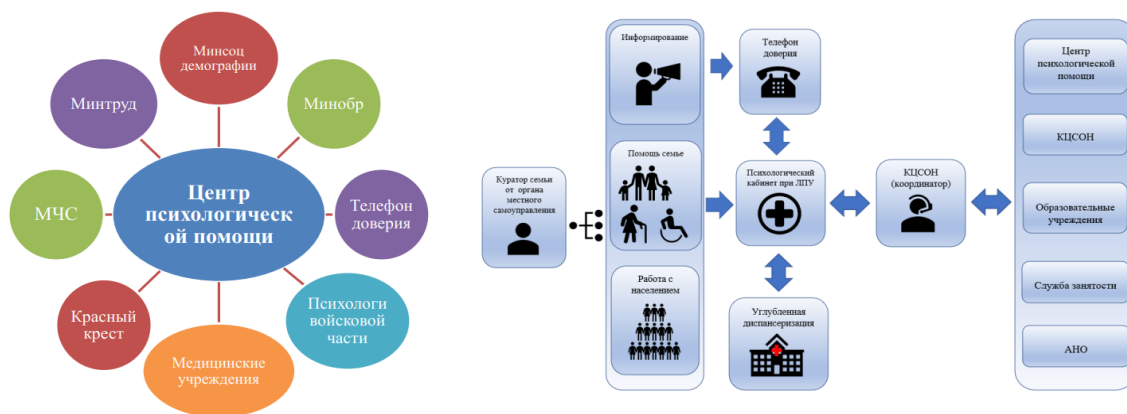 Минсоц
демографии
Минтруд
Минобр
МЧС
Центр
психологическ
ой помощи
Телефон
доверия
Красный
крест
Психологи
войсковой
части
Медицинские
учреждения
Куратор семьи
от органа
местного
самоуправления
Информирование
Помощь семье
Работа с
населением
Телефон
доверия
Психологический
кабинет при ЛПУ
Углубленная
диспансеризация
КЦСОН
(координатор)
Центр
психологической
помощи
КЦСОН
Образовательные
учреждения
Служба занятости
АНО